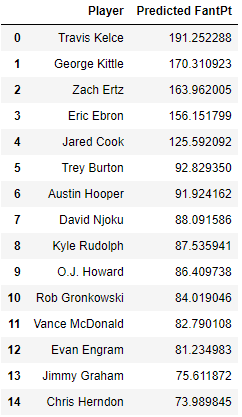 Player Predicted FantPt
0 Travis Kelce 191.252288
1 George Kittle 170.310923
2 Zach Ertz 163.962005
3 Eric Ebron 156.151799
4 Jared Cook 125.592092
5 Trey Burton 92.829350
6 Austin Hooper 91.924162
7 David Njoku 88.091586
8 Kyle Rudolph 87.535941
9 O.J. Howard 86.409738
10 Rob Gronkowski 84.019046
11 Vance McDonald 82.790108
12 Evan Engram 81.234983
13 Jimmy Graham 75.611872
14 Chris Herndon 73.989845